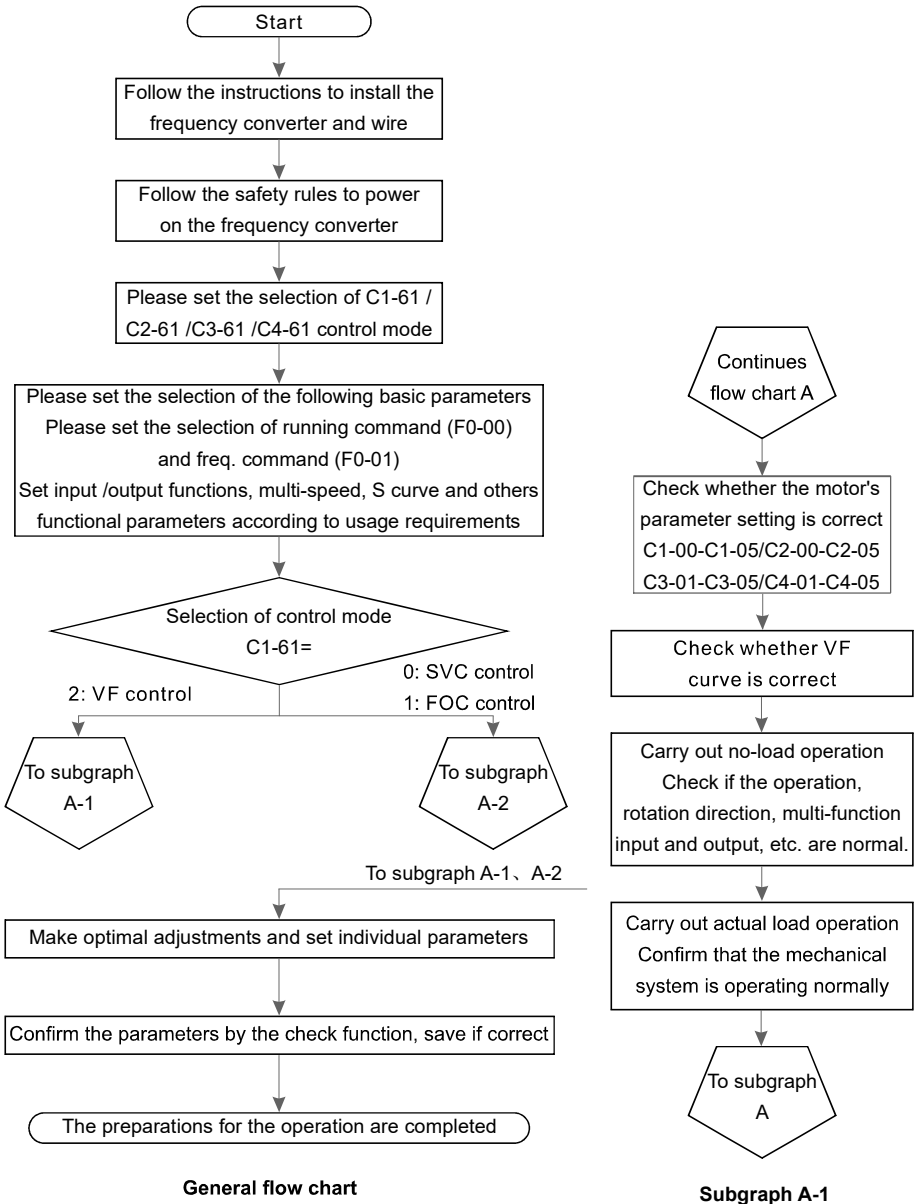 Start
Follow the instructions to install the
frequency converter and wire
Follow the safety rules to power
on the frequency converter
Please set the selection of C1-61 /
C2-61 /C3-61 /C4-61 control mode
Please set the selection of the following basic parameters
Please set the selection of running command (F0-00)
and freq. command (F0-01)
Set input /output functions, multi-speed, S curve and others
functional parameters according to usage requirements
Selection of control mode
C1-61=
2: VF control
0: SVC control
1: FOC control
To subgraph
A-1
To subgraph
A-2
To subgraph A-1、A-2
Make optimal adjustments and set individual parameters
Confirm the parameters by the check function, save if correct
The preparations for the operation are completed
General flow chart
Continues
flow chart A
Check whether the motor's
parameter setting is correct
C1-00-C1-05/C2-00-C2-05
C3-01-C3-05/C4-01-C4-05
Check whether VF
curve is correct
Carry out no-load operation
Check if the operation,
rotation direction, multi-function
input and output, etc. are normal.
Carry out actual load operation
Confirm that the mechanical
system is operating normally
To subgraph
A
Subgraph A-1